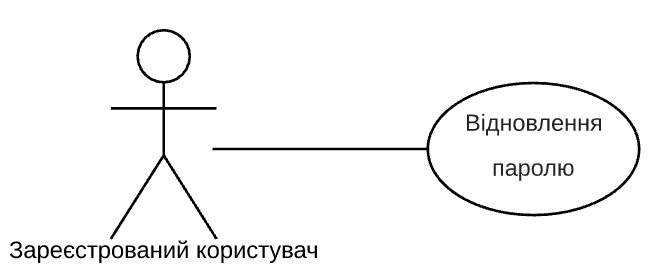 Відновлення
паролю
Зареєстрований користувач